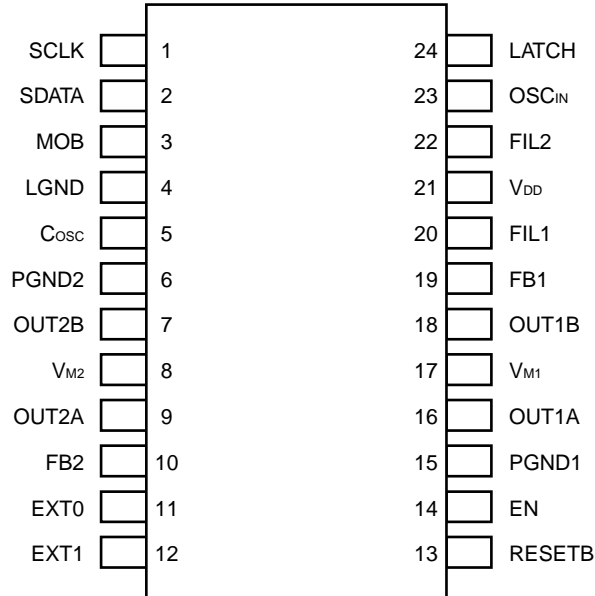 SCLK 1 24 LATCH
SDATA 2 23 OSCIN
MOB 3 22 FIL2
LGND 4 21 VDD
COSC 5 20 FIL1
PGND2 6 19 FB1
OUT2B 7 18 OUT1B
VM2 8 17 VM1
OUT2A 9 16 OUT1A
FB2 10 15 PGND1
EXT0 11 14 EN
EXT1 12 13 RESETB